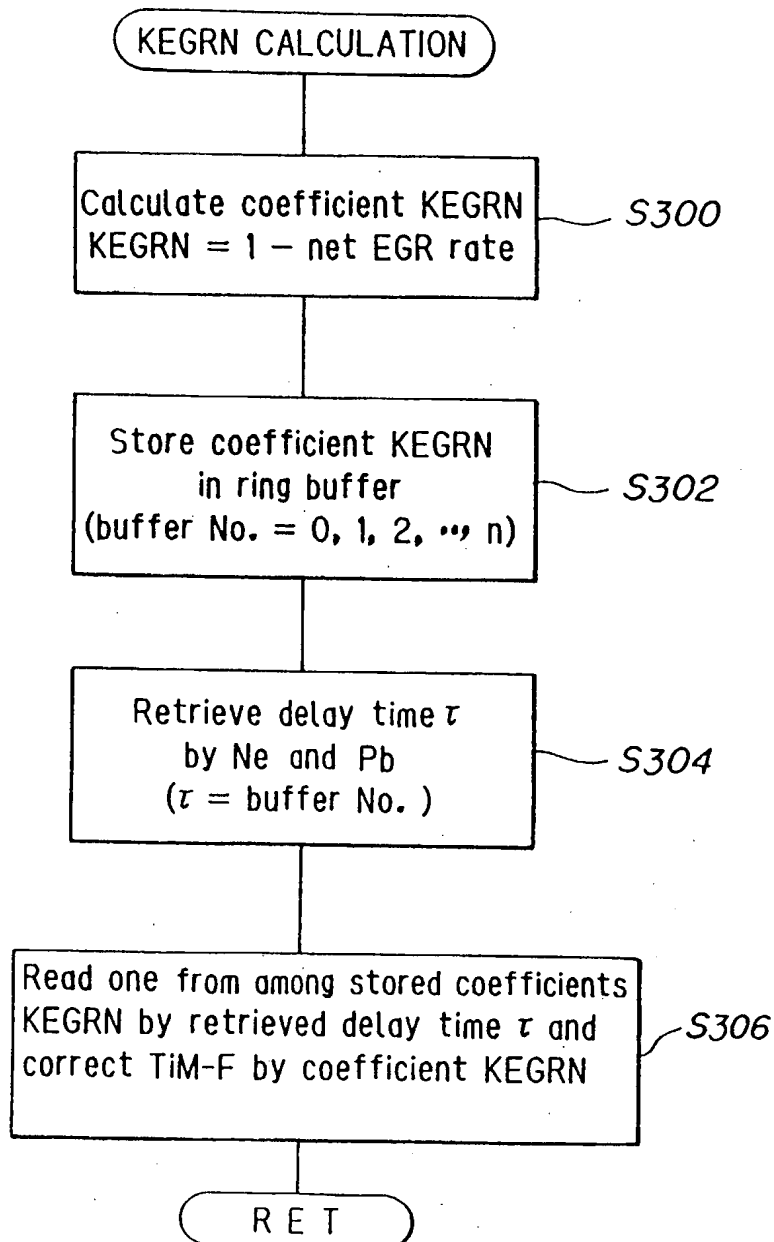 KEGRN CALCULATION
Calculate coefficient KEGRN
KEGRN = 1 – net EGR rate
S300
Store coefficient KEGRN
in ring buffer
(buffer No. = 0, 1, 2, ··, n)
S302
Retrieve delay time τ
by Ne and Pb
(τ = buffer No. )
S304
Read one from among stored coefficients
KEGRN by retrieved delay time τ and
correct TiM-F by coefficient KEGRN
S306
RET